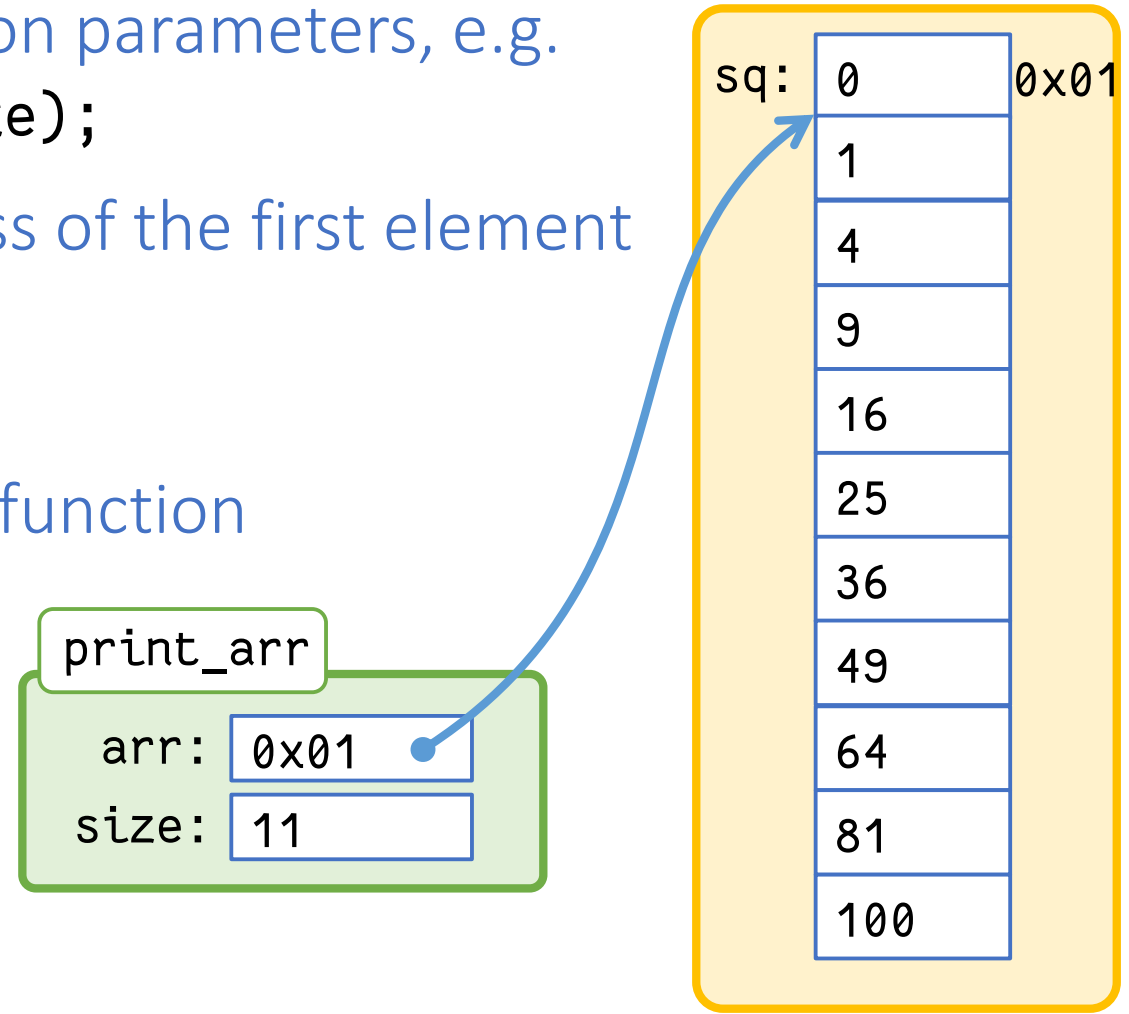 on parameters, e.g.
e);
ss of the first element
function
print_arr
arr: 0x01
size: 11
sq: 0 0x01
1
4
9
16
25
36
49
64
81
100